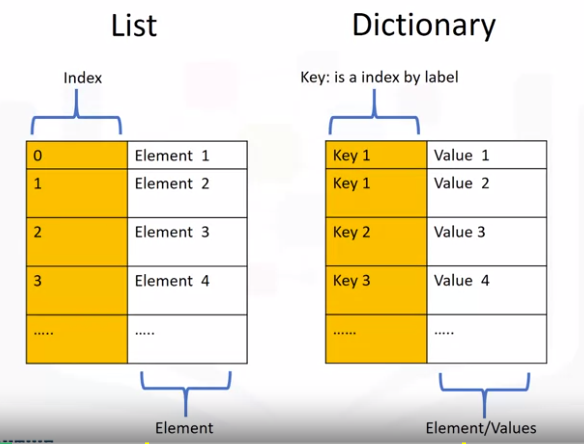 List
Dictionary
Index
Key: is a index by label
0 Element 1
1 Element 2
2 Element 3
3 Element 4
..... .....
Key 1 Value 1
Key 1 Value 2
Key 2 Value 3
Key 3 Value 4
...... .....
Element
Element/Values